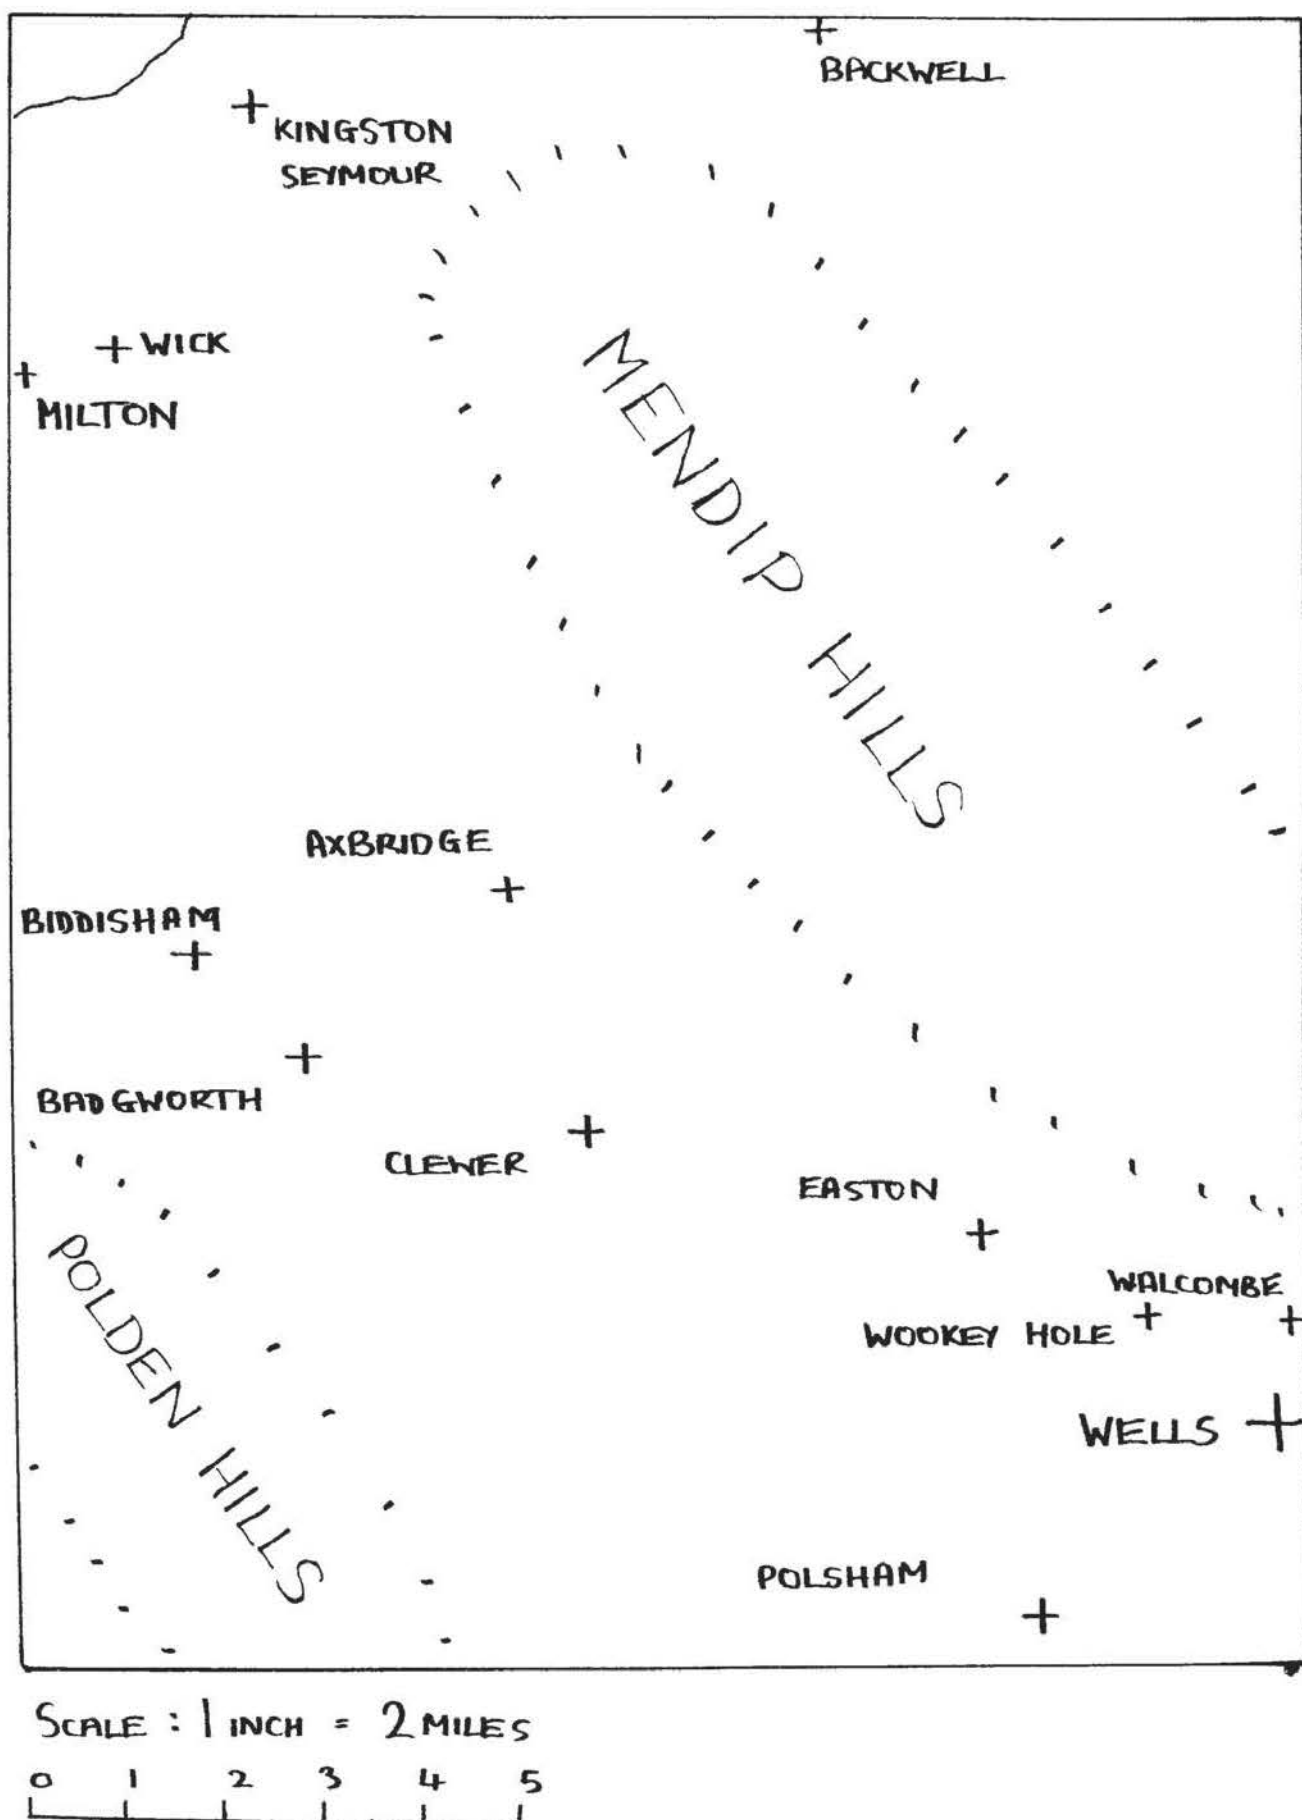 BACKWELL
KINGSTON
SEYMOUR
WICK
MILTON
MENDIP HILLS
AXBRIDGE
BIDDISHAM
BADGWORTH
CLEWER
EASTON
WALCOMBE
WOOKEY HOLE
POLDEN HILLS
WELLS
POLSHAM
SCALE : 1 INCH = 2 MILES
0 1 2 3 4 5